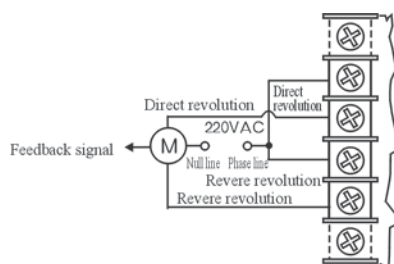 Direct
revolution
Direct revolution
220VAC
Feedback signal
M
Null line
Phase line
Revere revolution
Revere revolution